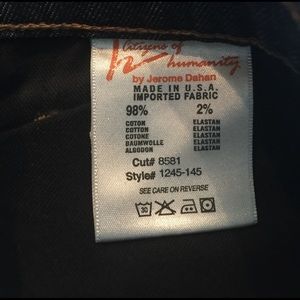 Citizens of
humanity
by Jerome Dahan
MADE IN U.S.A.
IMPORTED FABRIC
98% 2%
COTON ELASTAN
COTTON ELASTAN
COTONE ELASTAN
BAUMWOLLE ELASTAN
ALGODON ELASTAN
Cut# 8581
Style# 1245-145
SEE CARE ON REVERSE
30